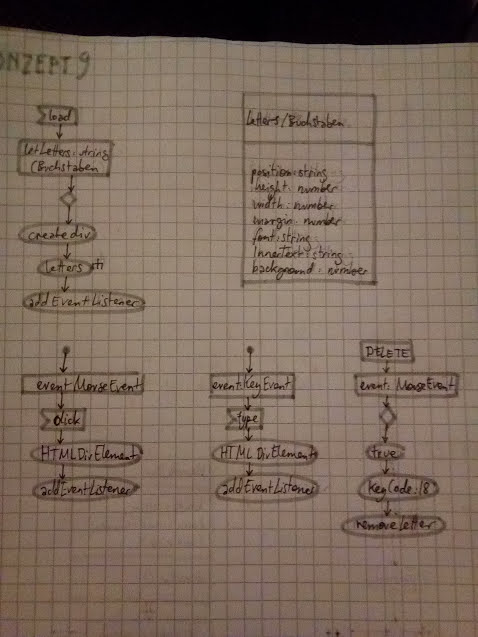 ONZEPT 9
load
letLetters: string
(Buchstaben
create div
letters
addEventListener
Letters/Buchstaben
position: string
height: number
width: number
margin: number
font: string
InnerText: string
background: number
event: MouseEvent
click
HTMLDivElement
addEventListener
event: KeyEvent
type
HTMLDivElement
addEventListener
DELETE
event: MouseEvent
true
KeyCode: 18
removeLetter